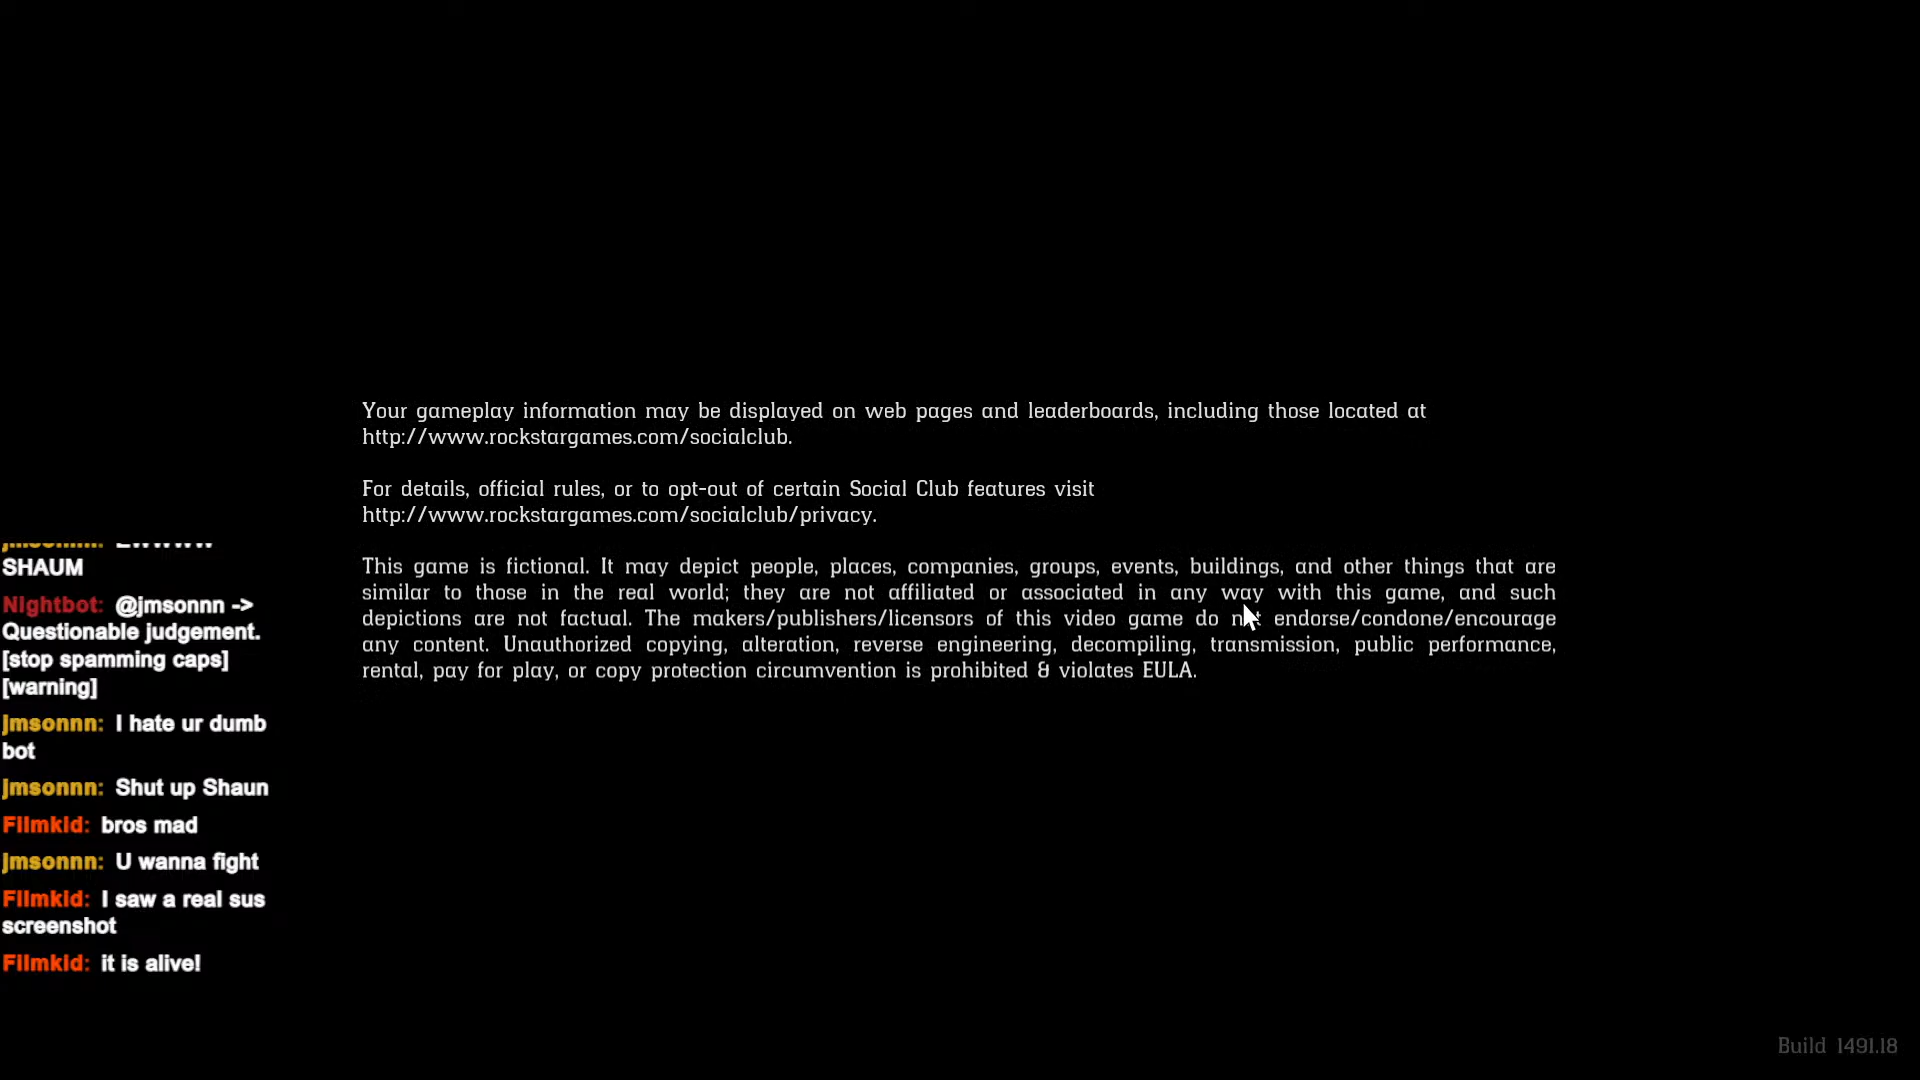 Your gameplay information may be displayed on web pages and leaderboards, including those located at
http://www.rockstargames.com/socialclub.
For details, official rules, or to opt-out of certain Social Club features visit
http://www.rockstargames.com/socialclub/privacy.
This game is fictional. It may depict people, places, companies, groups, events, buildings, and other things that are
similar to those in the real world; they are not affiliated or associated in any way with this game, and such
depictions are not factual. The makers/publishers/licensors of this video game do not endorse/condone/encourage
any content. Unauthorized copying, alteration, reverse engineering, decompiling, transmission, public performance,
rental, pay for play, or copy protection circumvention is prohibited & violates EULA.
SHAUM
Nightbot: @jmsonnn ->
Questionable judgement.
[stop spamming caps]
[warning]
jmsonnn: I hate ur dumb
bot
jmsonnn: Shut up Shaun
Filmkid: bros mad
jmsonnn: U wanna fight
Filmkid: I saw a real sus
screenshot
Filmkid: it is alive!
Build 1491.18